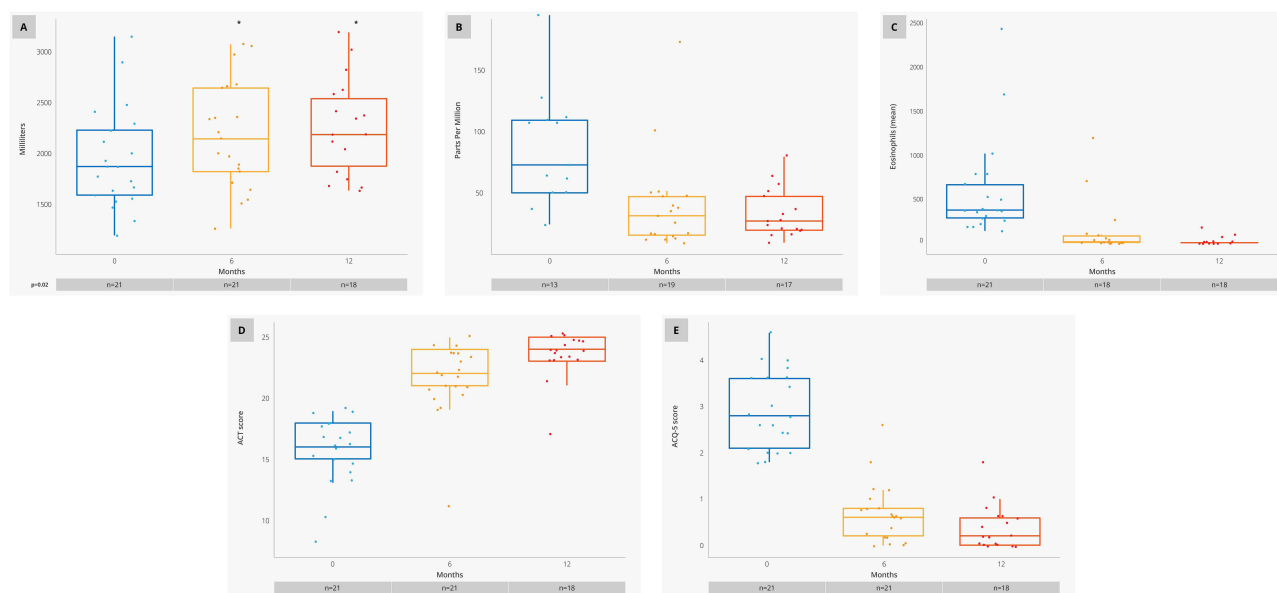 A
* *
Milliliters
3000
2500
2000
1500
0 6 12
Months
p=0.02 n=21 n=21 n=18
B
Parts Per Million
150
100
50
0 6 12
Months
n=13 n=19 n=17
C
Eosinophils (mean)
2500
2000
1500
1000
500
0
0 6 12
Months
n=21 n=18 n=18
D
ACT score
25
20
15
10
0 6 12
Months
n=21 n=21 n=18
E
ACQ-5 score
4
3
2
1
0
0 6 12
Months
n=21 n=21 n=18